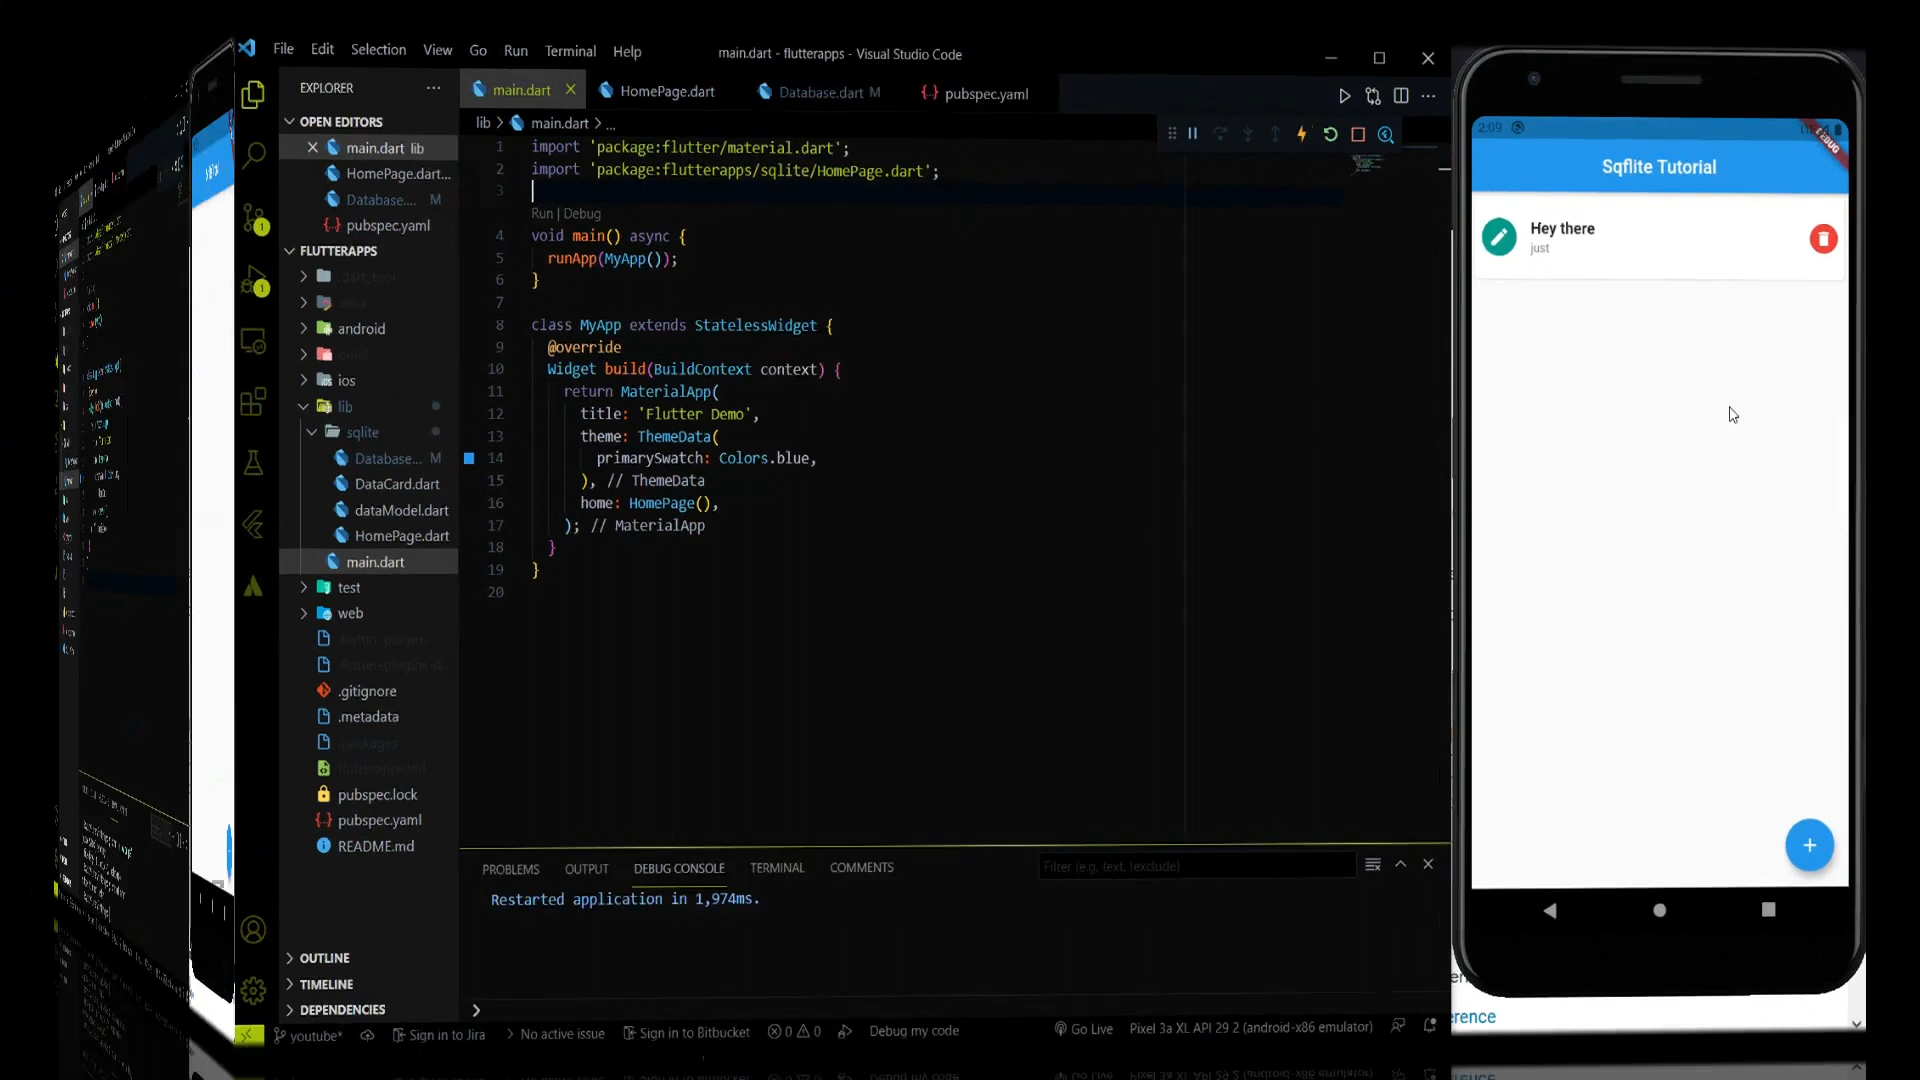 File Edit Selection View Go Run Terminal Help
main.dart - flutterapps - Visual Studio Code
EXPLORER
OPEN EDITORS
main.dart lib
HomePage.dart...
Database.... M
pubspec.yaml
FLUTTERAPPS
.dart_tool
android
build
ios
lib
sqlite
Database... M
DataCard.dart
dataModel.dart
HomePage.dart
main.dart
test
web
.flutter-plugins
.gitignore
.metadata
.packages
pubspec.lock
pubspec.yaml
README.md
OUTLINE
TIMELINE
DEPENDENCIES
main.dart HomePage.dart Database.dart M pubspec.yaml
lib > main.dart > ...
1 import 'package:flutter/material.dart';
2 import 'package:flutterapps/sqlite/HomePage.dart';
3
Run | Debug
4 void main() async {
5 runApp(MyApp());
6 }
7
8 class MyApp extends StatelessWidget {
9 @override
10 Widget build(BuildContext context) {
11 return MaterialApp(
12 title: 'Flutter Demo',
13 theme: ThemeData(
14 primarySwatch: Colors.blue,
15 ), // ThemeData
16 home: HomePage(),
17 ); // MaterialApp
18 }
19 }
20
PROBLEMS OUTPUT DEBUG CONSOLE TERMINAL COMMENTS
Filter (e.g. text, !exclude)
Restarted application in 1,974ms.
youtube* Sign in to Jira No active issue Sign in to Bitbucket 0 0 Debug my code Go Live Pixel 3a XL API 29 2 (android-x86 emulator)
2:09
DEBUG
Sqflite Tutorial
Hey there
just
erence